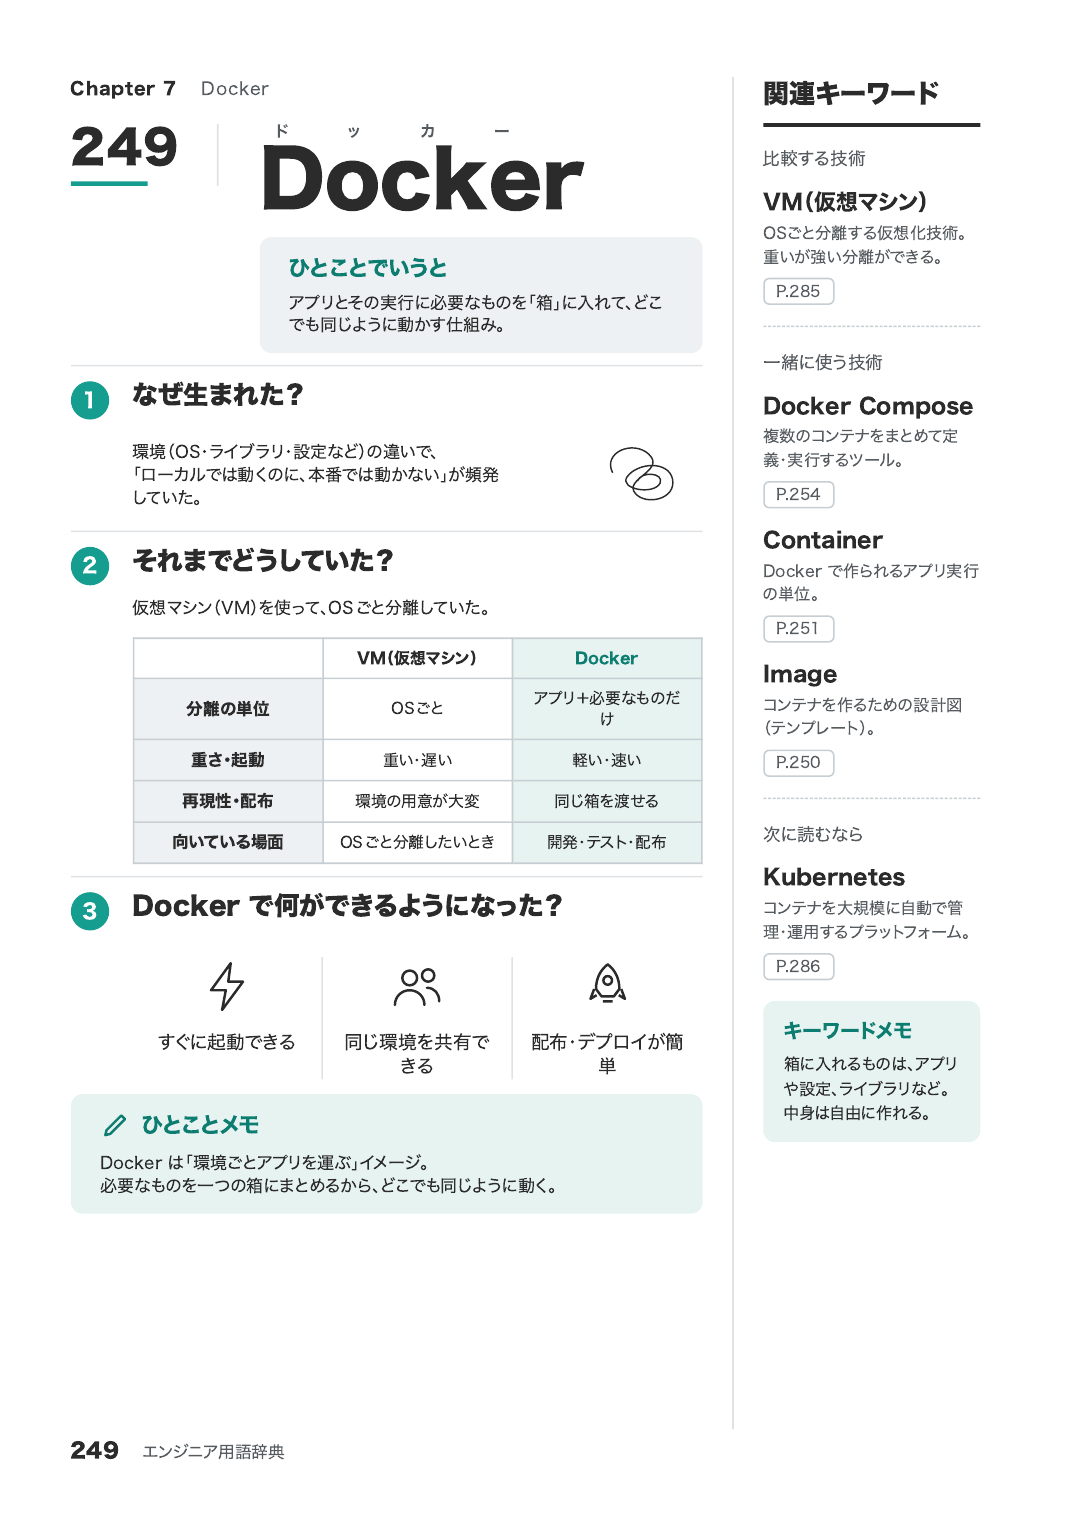 Chapter 7 Docker
249
ドッカー
Docker
ひとことでいうと
アプリとその実行に必要なものを「箱」に入れて、どこ
でも同じように動かす仕組み。
1 なぜ生まれた？
環境（OS・ライブラリ・設定など）の違いで、
「ローカルでは動くのに、本番では動かない」が頻発
していた。
2 それまでどうしていた？
仮想マシン（VM）を使って、OSごと分離していた。
VM（仮想マシン） Docker
分離の単位 OSごと アプリ＋必要なものだ
け
重さ・起動 重い・遅い 軽い・速い
再現性・配布 環境の用意が大変 同じ箱を渡せる
向いている場面 OSごと分離したいとき 開発・テスト・配布
3 Docker で何ができるようになった？
すぐに起動できる
同じ環境を共有で
きる
配布・デプロイが簡
単
ひとことメモ
Docker は「環境ごとアプリを運ぶ」イメージ。
必要なものを一つの箱にまとめるから、どこでも同じように動く。
249 エンジニア用語辞典
関連キーワード
比較する技術
VM（仮想マシン）
OSごと分離する仮想化技術。
重いが強い分離ができる。
P.285
一緒に使う技術
Docker Compose
複数のコンテナをまとめて定
義・実行するツール。
P.254
Container
Docker で作られるアプリ実行
の単位。
P.251
Image
コンテナを作るための設計図
（テンプレート）。
P.250
次に読むなら
Kubernetes
コンテナを大規模に自動で管
理・運用するプラットフォーム。
P.286
キーワードメモ
箱に入れるものは、アプリ
や設定、ライブラリなど。
中身は自由に作れる。